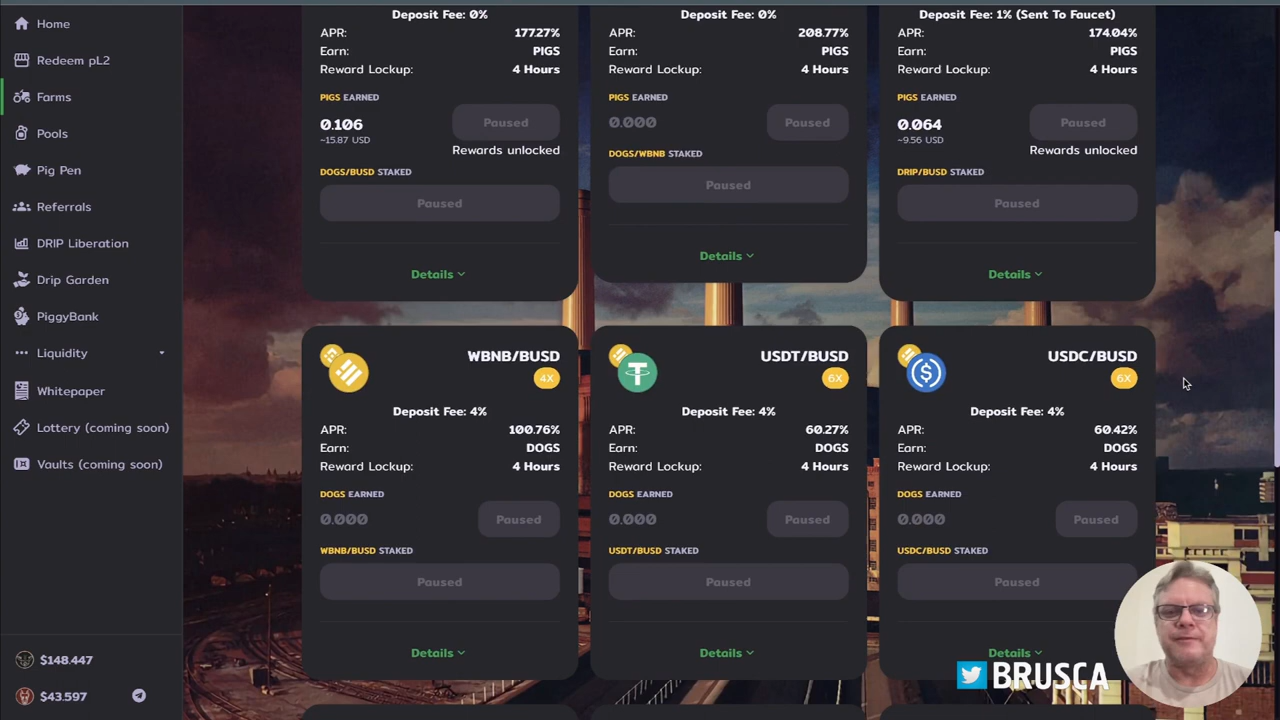 Home
Redeem pL2
Farms
Pools
Pig Pen
Referrals
DRIP Liberation
Drip Garden
PiggyBank
Liquidity
Whitepaper
Lottery (coming soon)
Vaults (coming soon)
$148.447
$43.597
Deposit Fee: 0%
APR: 177.27%
Earn: PIGS
Reward Lockup: 4 Hours
PIGS EARNED
0.106
~15.87 USD
Paused
Rewards unlocked
DOGS/BUSD STAKED
Paused
Details
Deposit Fee: 0%
APR: 208.77%
Earn: PIGS
Reward Lockup: 4 Hours
PIGS EARNED
0.000
Paused
DOGS/WBNB STAKED
Paused
Details
Deposit Fee: 1% (Sent To Faucet)
APR: 174.04%
Earn: PIGS
Reward Lockup: 4 Hours
PIGS EARNED
0.064
~9.56 USD
Paused
Rewards unlocked
DRIP/BUSD STAKED
Paused
Details
WBNB/BUSD
4X
Deposit Fee: 4%
APR: 100.76%
Earn: DOGS
Reward Lockup: 4 Hours
DOGS EARNED
0.000
Paused
WBNB/BUSD STAKED
Paused
Details
USDT/BUSD
6X
Deposit Fee: 4%
APR: 60.27%
Earn: DOGS
Reward Lockup: 4 Hours
DOGS EARNED
0.000
Paused
USDT/BUSD STAKED
Paused
Details
USDC/BUSD
6X
Deposit Fee: 4%
APR: 60.42%
Earn: DOGS
Reward Lockup: 4 Hours
DOGS EARNED
0.000
Paused
USDC/BUSD STAKED
Paused
Details
BRUSCA